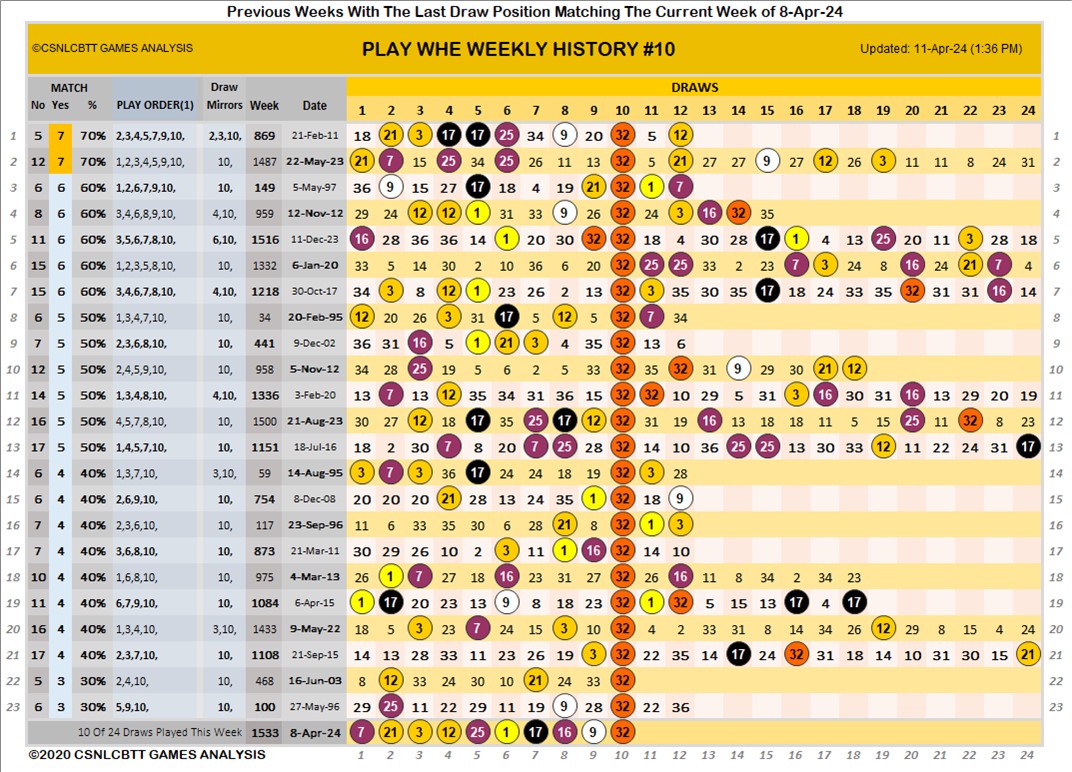 Previous Weeks With The Last Draw Position Matching The Current Week of 8-Apr-24
©CSNLCBTT GAMES ANALYSIS PLAY WHE WEEKLY HISTORY #10 Updated: 11-Apr-24 (1:36 PM)
MATCH Draw DRAWS
No Yes % PLAY ORDER(1) Mirrors Week Date 1 2 3 4 5 6 7 8 9 10 11 12 13 14 15 16 17 18 19 20 21 22 23 24
1 5 7 70% 2,3,4,5,7,9,10, 2,3,10, 869 21-Feb-11 18 21 3 17 17 25 34 9 20 32 5 12 1
2 12 7 70% 1,2,3,4,5,9,10, 10, 1487 22-May-23 21 7 15 25 34 25 26 11 13 32 5 21 27 27 9 27 12 26 3 11 11 8 24 31 2
3 6 6 60% 1,2,6,7,9,10, 10, 149 5-May-97 36 9 15 27 17 18 4 19 21 32 1 7 3
4 8 6 60% 3,4,6,8,9,10, 4,10, 959 12-Nov-12 29 24 12 12 1 31 33 9 26 32 24 3 16 32 35 4
5 11 6 60% 3,5,6,7,8,10, 6,10, 1516 11-Dec-23 16 28 36 36 14 1 20 30 32 32 18 4 30 28 17 1 4 13 25 20 11 3 28 18 5
6 15 6 60% 1,2,3,5,8,10, 10, 1332 6-Jan-20 33 5 14 30 2 10 36 6 20 32 25 25 33 2 23 7 3 24 8 16 24 21 7 4 6
7 15 6 60% 3,4,6,7,8,10, 4,10, 1218 30-Oct-17 34 3 8 12 1 23 26 2 13 32 3 35 30 35 17 18 24 33 35 32 31 31 16 14 7
8 6 5 50% 1,3,4,7,10, 10, 34 20-Feb-95 12 20 26 3 31 17 5 12 5 32 7 34 8
9 7 5 50% 2,3,6,8,10, 10, 441 9-Dec-02 36 31 16 5 1 21 3 4 35 32 13 6 9
10 12 5 50% 2,4,5,9,10, 10, 958 5-Nov-12 34 28 25 19 5 6 2 5 33 32 35 32 31 9 29 30 21 12 10
11 14 5 50% 1,3,4,8,10, 4,10, 1336 3-Feb-20 13 7 13 12 35 34 31 36 15 32 32 10 29 5 31 3 16 30 31 16 13 29 20 19 11
12 16 5 50% 4,5,7,8,10, 10, 1500 21-Aug-23 30 27 12 18 17 35 25 17 12 32 31 19 16 15 18 18 11 5 15 25 11 32 8 23 12
13 17 5 50% 1,4,5,7,10, 10, 1151 18-Jul-16 18 2 30 7 8 20 7 25 28 32 14 10 36 25 25 13 30 33 12 11 22 24 31 17 13
14 6 4 40% 1,3,7,10, 3,10, 59 14-Aug-95 3 7 3 36 17 24 24 18 19 32 3 28 14
15 6 4 40% 2,6,9,10, 10, 754 8-Dec-08 20 20 20 21 28 13 24 35 1 32 18 9 15
16 7 4 40% 2,3,6,10, 10, 117 23-Sep-96 11 6 33 35 30 6 28 21 8 32 1 3 16
17 7 4 40% 3,6,8,10, 10, 873 21-Mar-11 30 29 26 10 2 3 11 1 16 32 14 10 17
18 10 4 40% 1,6,8,10, 10, 975 4-Mar-13 26 1 7 27 18 16 23 31 27 32 26 16 11 8 34 2 34 23 18
19 11 4 40% 6,7,9,10, 10, 1084 6-Apr-15 1 17 20 23 13 9 8 18 23 32 1 32 5 15 13 16 4 17 19
20 16 4 40% 1,3,4,10, 3,10, 1433 9-May-22 18 5 3 23 7 24 15 3 10 32 4 2 33 31 8 14 34 26 12 29 8 15 4 24 20
21 17 4 40% 2,3,7,10, 10, 1108 21-Sep-15 14 13 28 33 11 23 26 19 3 32 22 35 14 17 24 32 31 18 14 10 31 30 15 21 21
22 5 3 30% 2,4,10, 10, 468 16-Jun-03 8 12 33 24 30 10 21 24 33 32 22
23 6 3 30% 5,9,10, 10, 100 27-May-96 29 25 11 22 29 11 19 9 28 32 22 36 23
10 Of 24 Draws Played This Week 1533 8-Apr-24 7 21 3 12 25 1 17 16 9 32
©2020 CSNLCBTT GAMES ANALYSIS 1 2 3 4 5 6 7 8 9 10 11 12 13 14 15 16 17 18 19 20 21 22 23 24